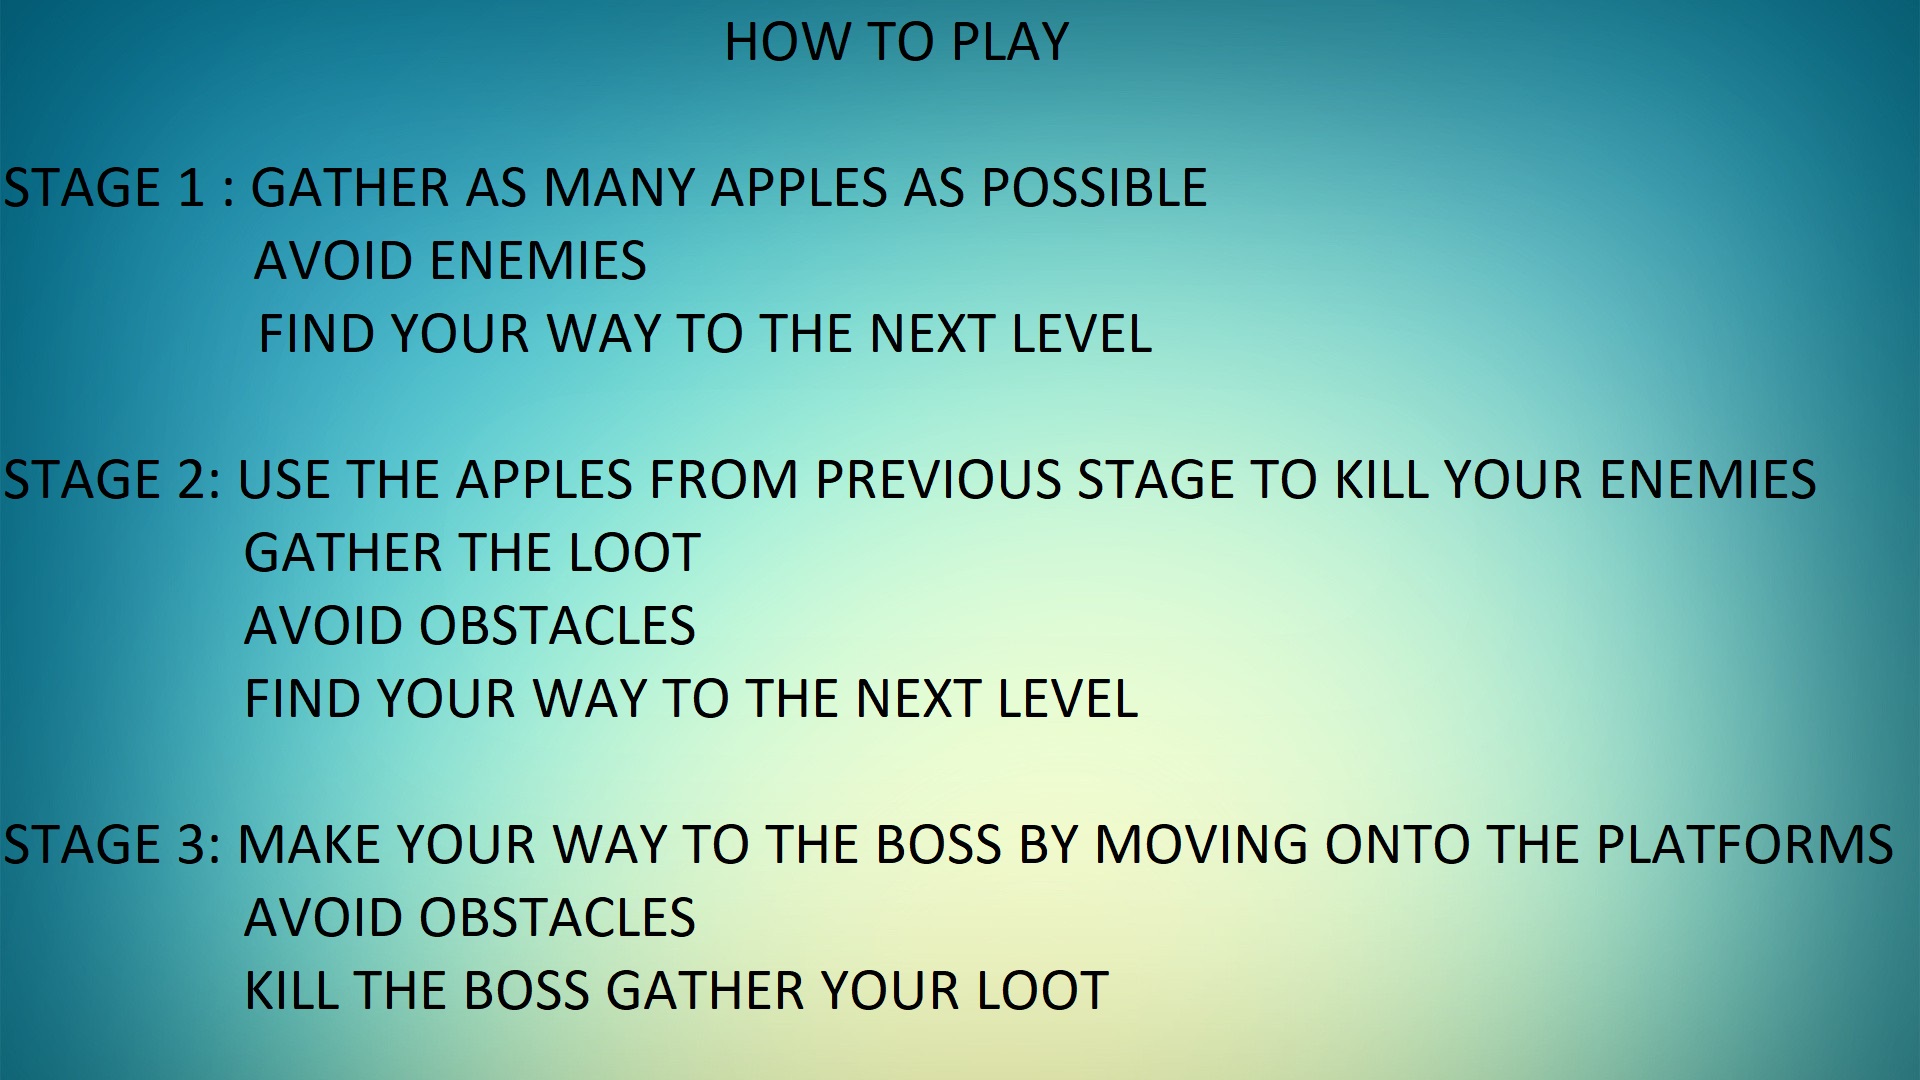 HOW TO PLAY
STAGE 1 : GATHER AS MANY APPLES AS POSSIBLE
AVOID ENEMIES
FIND YOUR WAY TO THE NEXT LEVEL
STAGE 2: USE THE APPLES FROM PREVIOUS STAGE TO KILL YOUR ENEMIES
GATHER THE LOOT
AVOID OBSTACLES
FIND YOUR WAY TO THE NEXT LEVEL
STAGE 3: MAKE YOUR WAY TO THE BOSS BY MOVING ONTO THE PLATFORMS
AVOID OBSTACLES
KILL THE BOSS GATHER YOUR LOOT